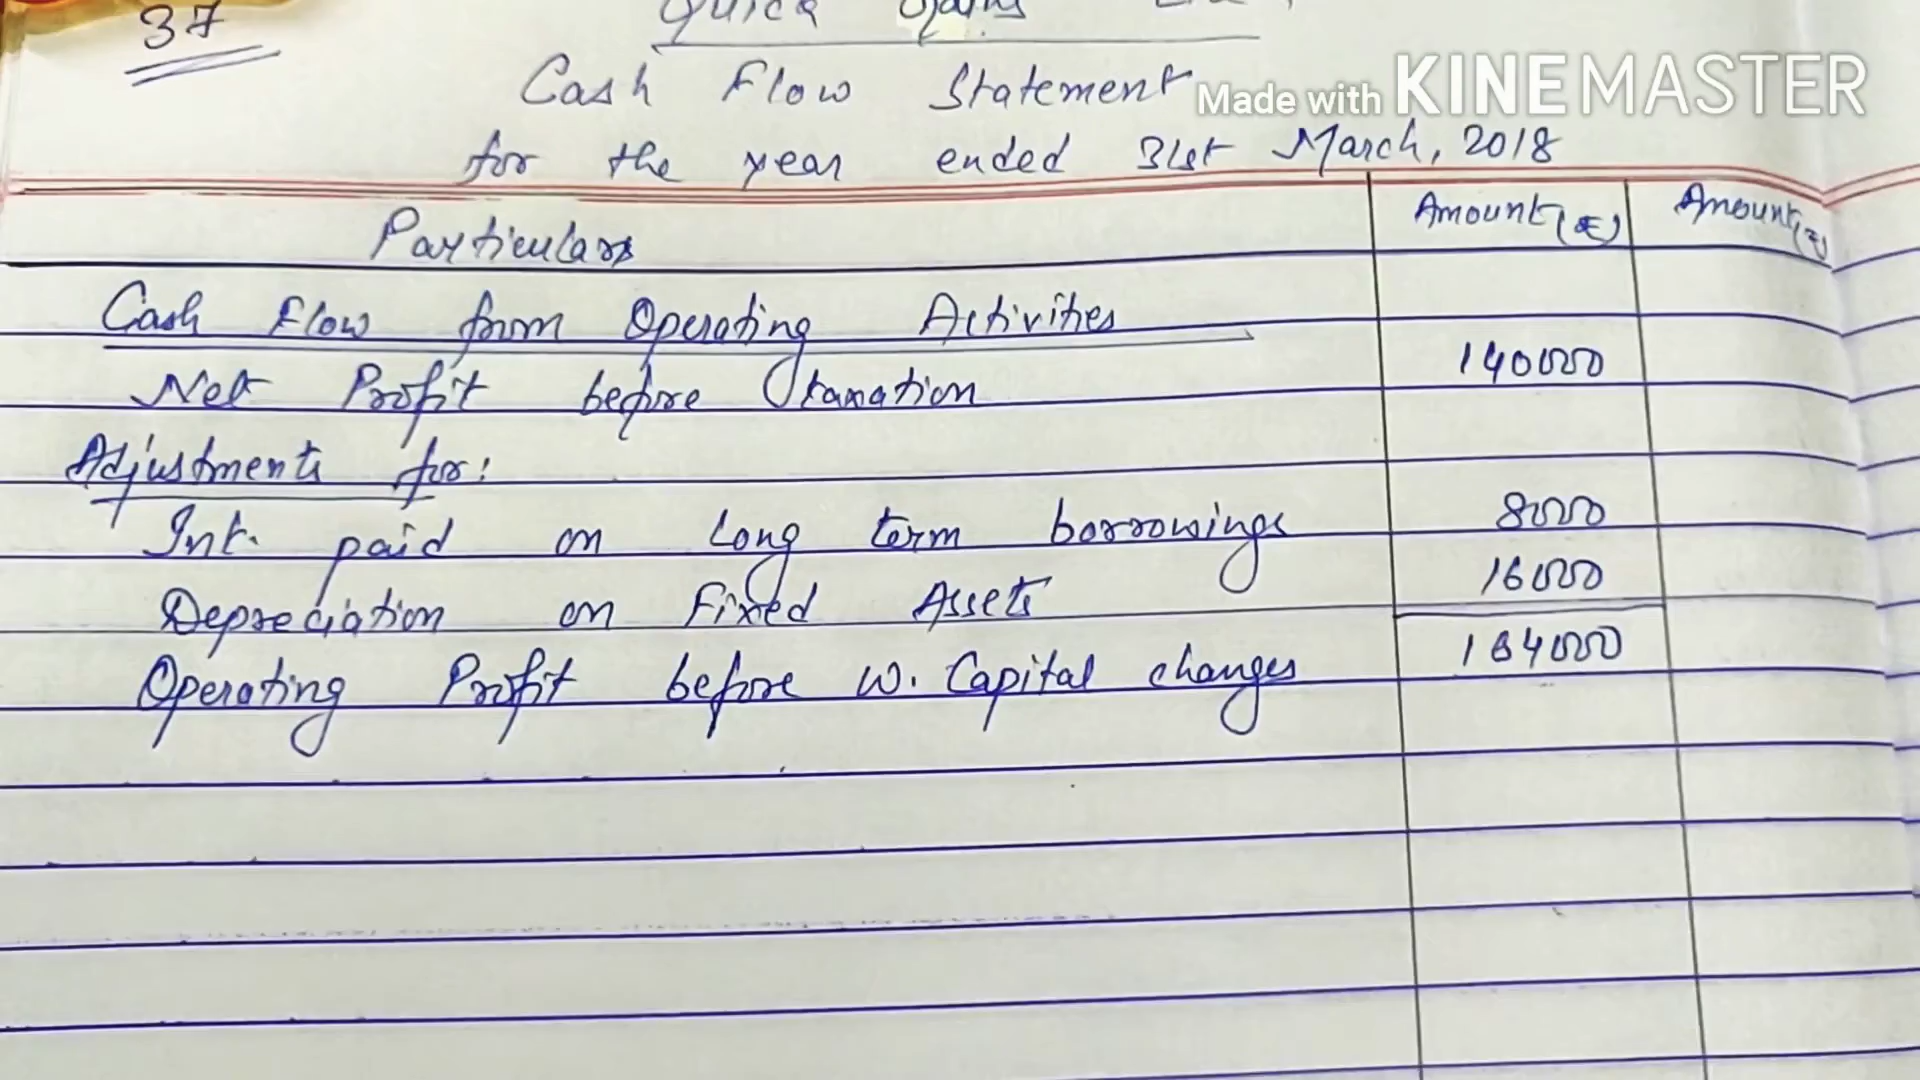 37
Quick
Cash Flow Statement
Made with KINEMASTER
for the year ended 31st March, 2018
Particulars Amount (₹) Amount (₹)
Cash Flow from Operating Activities
Net Profit before taxation 140000
Adjustments for:
Int. paid on Long term borrowings 8000
Depreciation on Fixed Assets 16000
Operating Profit before W. Capital changes 164000